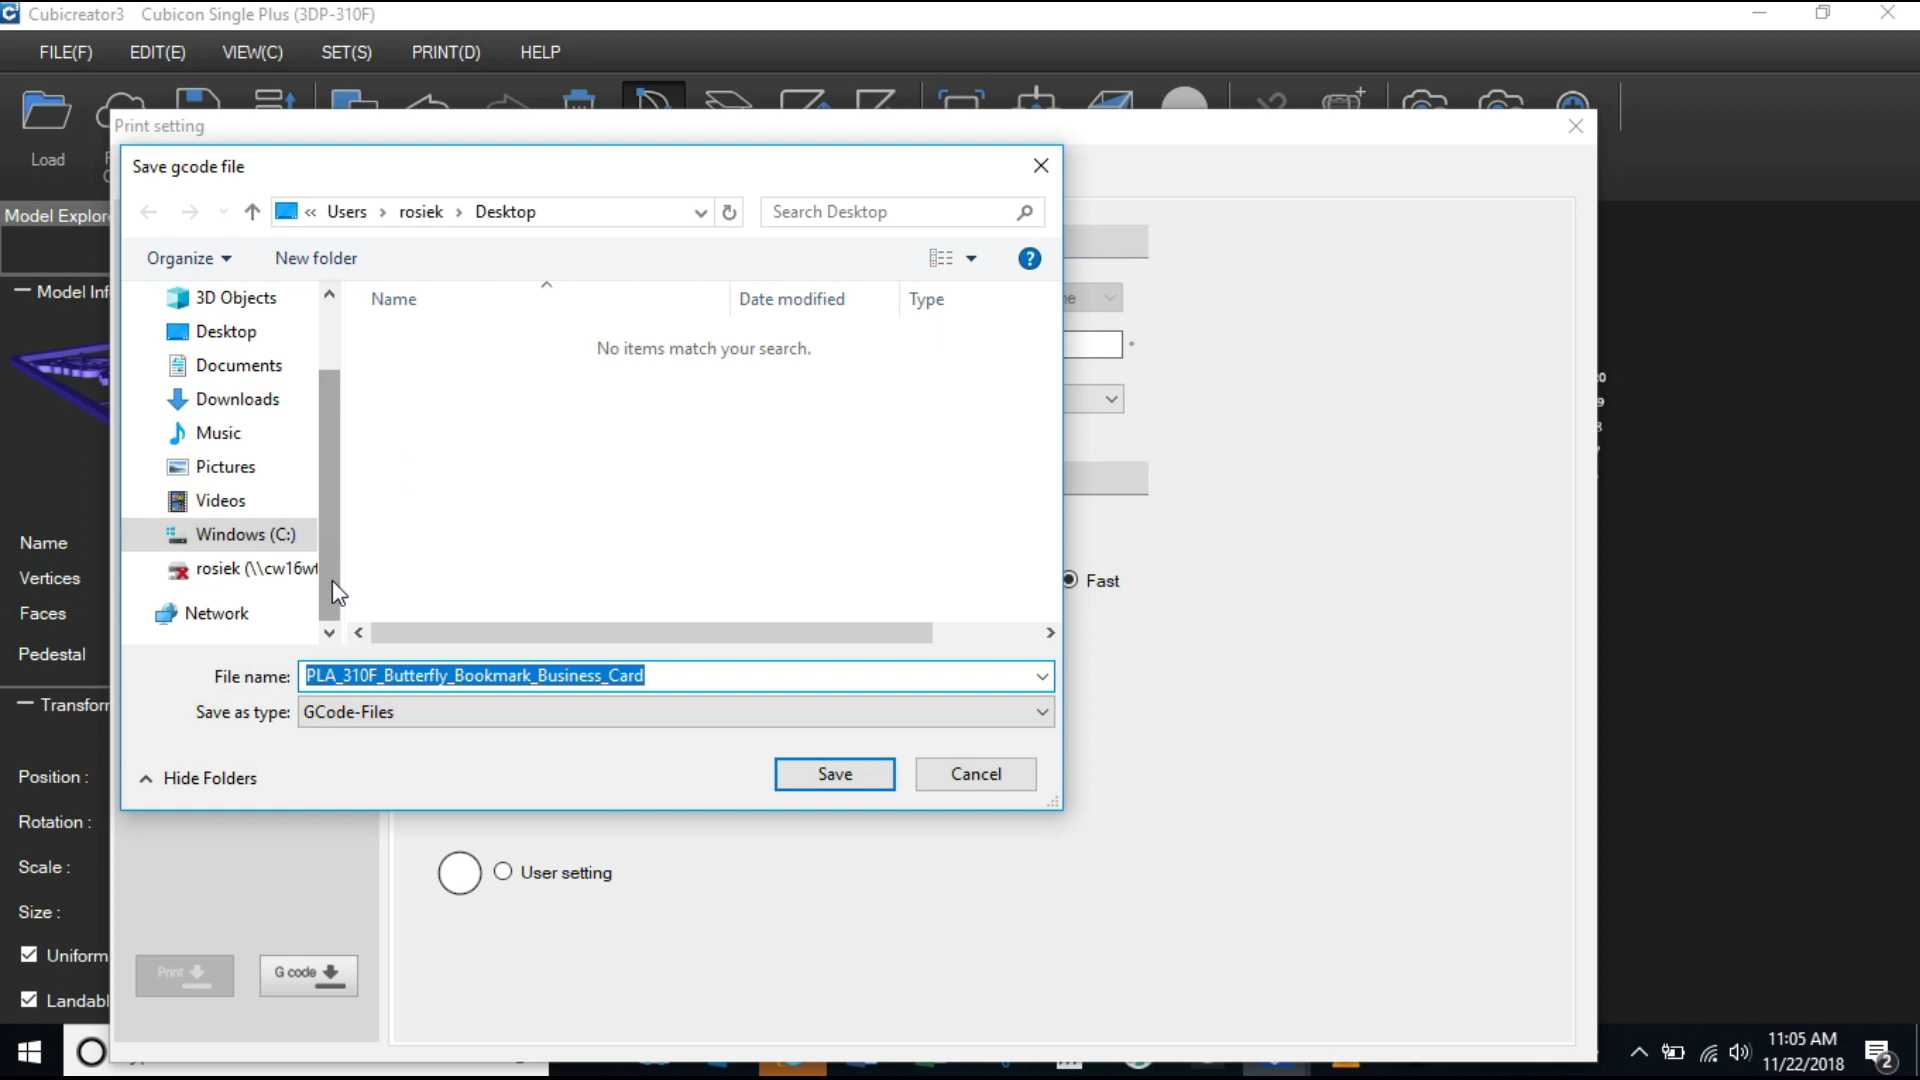 Cubicreator3 Cubicon Single Plus (3DP-310F)
FILE(F) EDIT(E) VIEW(C) SET(S) PRINT(D) HELP
Load
Print setting
Save gcode file
« Users › rosiek › Desktop
Search Desktop
Organize New folder
Model Explor
Model Inf
3D Objects
Desktop
Documents
Downloads
Music
Pictures
Videos
Windows (C:)
rosiek (\\cw16wf
Network
Name Date modified Type
No items match your search.
Fast
File name: PLA_310F_Butterfly_Bookmark_Business_Card
Save as type: GCode-Files
Hide Folders
Save Cancel
Name
Vertices
Faces
Pedestal
Transforr
Position :
Rotation :
Scale :
Size :
Uniform
Landabl
User setting
Print
G code
11:05 AM
11/22/2018
2